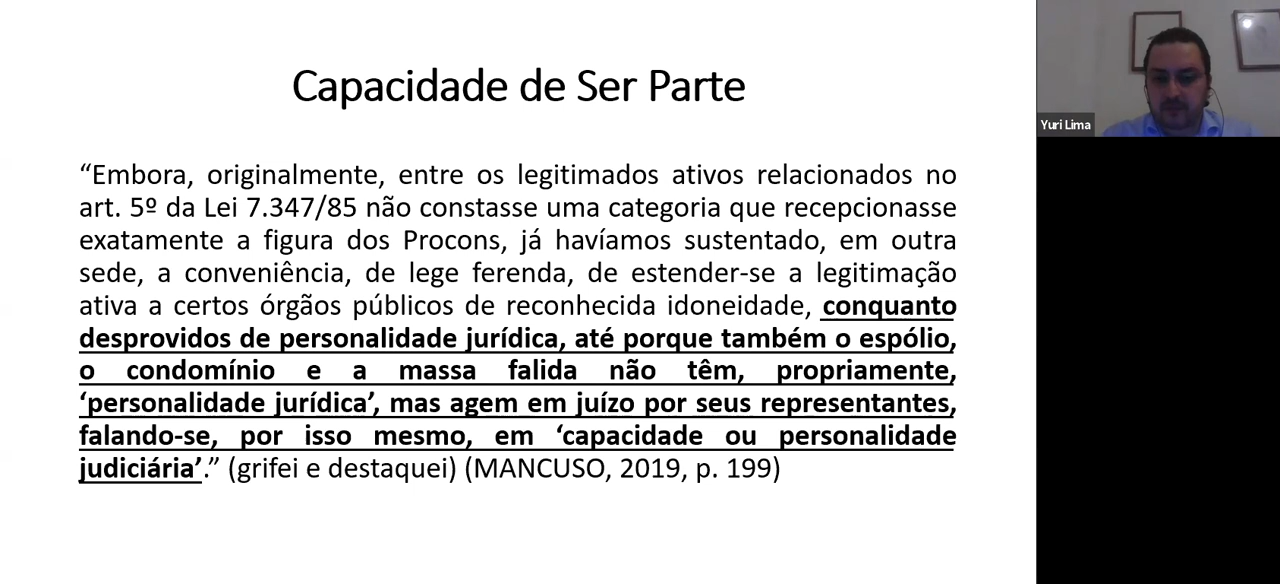 Capacidade de Ser Parte
“Embora, originalmente, entre os legitimados ativos relacionados no
art. 5º da Lei 7.347/85 não constasse uma categoria que recepcionasse
exatamente a figura dos Procons, já havíamos sustentado, em outra
sede, a conveniência, de lege ferenda, de estender-se a legitimação
ativa a certos órgãos públicos de reconhecida idoneidade, conquanto
desprovidos de personalidade jurídica, até porque também o espólio,
o condomínio e a massa falida não têm, propriamente,
‘personalidade jurídica’, mas agem em juízo por seus representantes,
falando-se, por isso mesmo, em ‘capacidade ou personalidade
judiciária’.” (grifei e destaquei) (MANCUSO, 2019, p. 199)
Yuri Lima